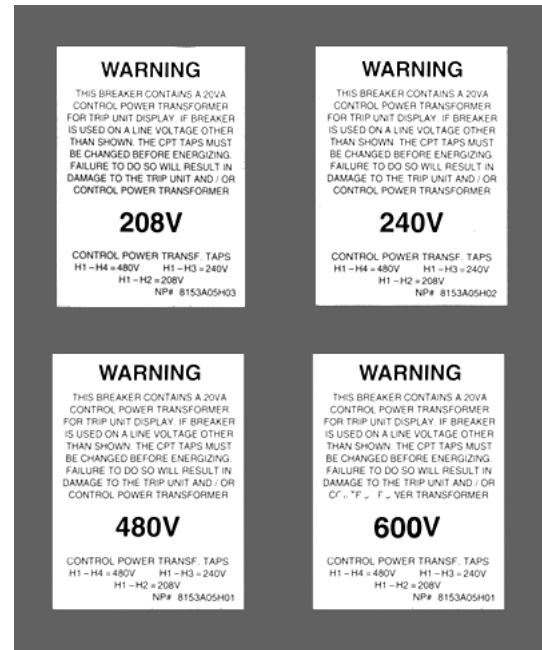 WARNING
THIS BREAKER CONTAINS A 20VA
CONTROL POWER TRANSFORMER
FOR TRIP UNIT DISPLAY. IF BREAKER
IS USED ON A LINE VOLTAGE OTHER
THAN SHOWN. THE CPT TAPS MUST
BE CHANGED BEFORE ENERGIZING.
FAILURE TO DO SO WILL RESULT IN
DAMAGE TO THE TRIP UNIT AND / OR
CONTROL POWER TRANSFORMER
208V
CONTROL POWER TRANSF. TAPS
H1-H4=480V H1-H3=240V
H1-H2=208V
NP# 8153A05H03
WARNING
THIS BREAKER CONTAINS A 20VA
CONTROL POWER TRANSFORMER
FOR TRIP UNIT DISPLAY. IF BREAKER
IS USED ON A LINE VOLTAGE OTHER
THAN SHOWN. THE CPT TAPS MUST
BE CHANGED BEFORE ENERGIZING.
FAILURE TO DO SO WILL RESULT IN
DAMAGE TO THE TRIP UNIT AND / OR
CONTROL POWER TRANSFORMER
240V
CONTROL POWER TRANSF. TAPS
H1-H4=480V H1-H3=240V
H1-H2=208V
NP# 8153A05H02
WARNING
THIS BREAKER CONTAINS A 20VA
CONTROL POWER TRANSFORMER
FOR TRIP UNIT DISPLAY. IF BREAKER
IS USED ON A LINE VOLTAGE OTHER
THAN SHOWN. THE CPT TAPS MUST
BE CHANGED BEFORE ENERGIZING.
FAILURE TO DO SO WILL RESULT IN
DAMAGE TO THE TRIP UNIT AND / OR
CONTROL POWER TRANSFORMER
480V
CONTROL POWER TRANSF. TAPS
H1-H4=480V H1-H3=240V
H1-H2=208V
NP# 8153A05H01
WARNING
THIS BREAKER CONTAINS A 20VA
CONTROL POWER TRANSFORMER
FOR TRIP UNIT DISPLAY. IF BREAKER
IS USED ON A LINE VOLTAGE OTHER
THAN SHOWN. THE CPT TAPS MUST
BE CHANGED BEFORE ENERGIZING.
FAILURE TO DO SO WILL RESULT IN
DAMAGE TO THE TRIP UNIT AND / OR
TRANSFORMER
600V
CONTROL POWER TRANSF. TAPS
H1-H4=480V H1-H3=240V
H1-H2=208V
NP# 8153A05H01